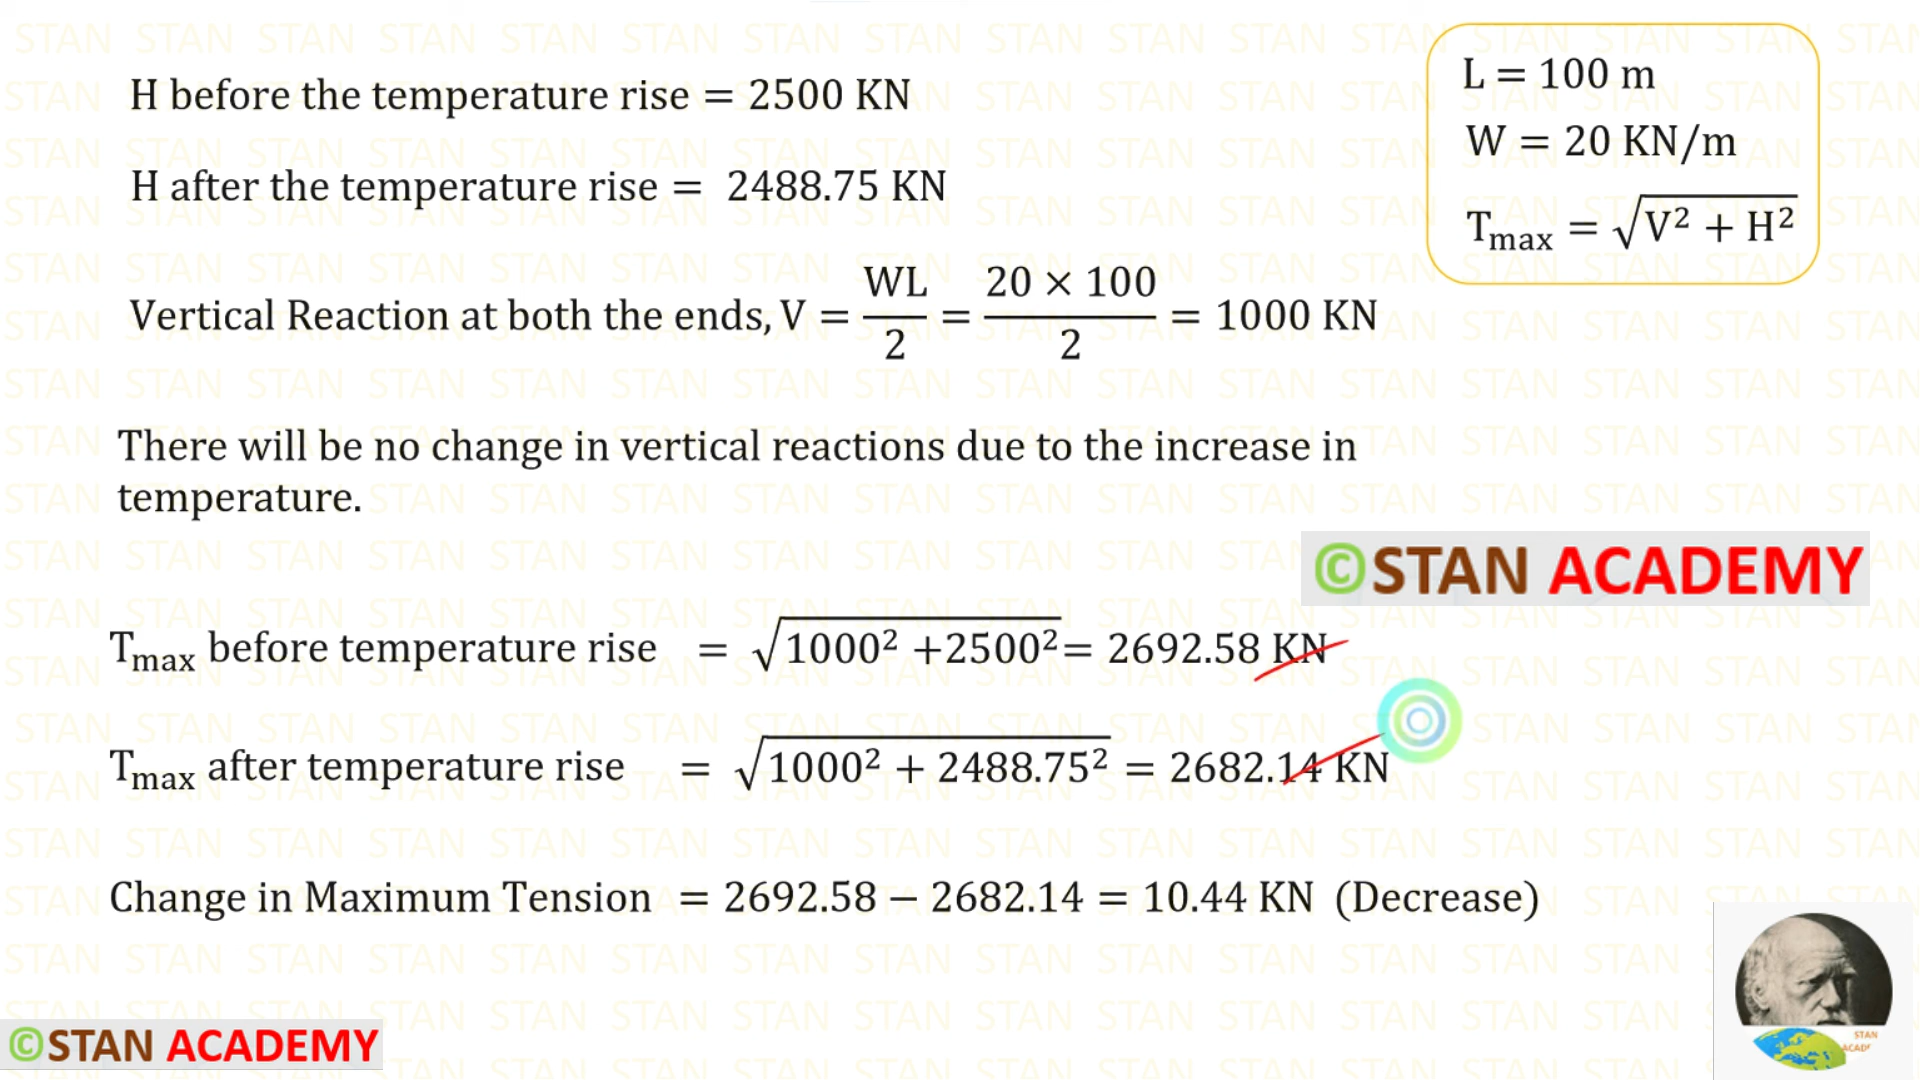 H before the temperature rise = 2500 KN
L = 100 m
W = 20 KN/m
Tmax = √V² + H²
H after the temperature rise = 2488.75 KN
Vertical Reaction at both the ends, V = WL/2 = 20 × 100/2 = 1000 KN
There will be no change in vertical reactions due to the increase in
temperature.
©STAN ACADEMY
Tmax before temperature rise = √1000² +2500² = 2692.58 KN
Tmax after temperature rise = √1000² + 2488.75² = 2682.14 KN
Change in Maximum Tension = 2692.58 − 2682.14 = 10.44 KN (Decrease)
©STAN ACADEMY
STAN